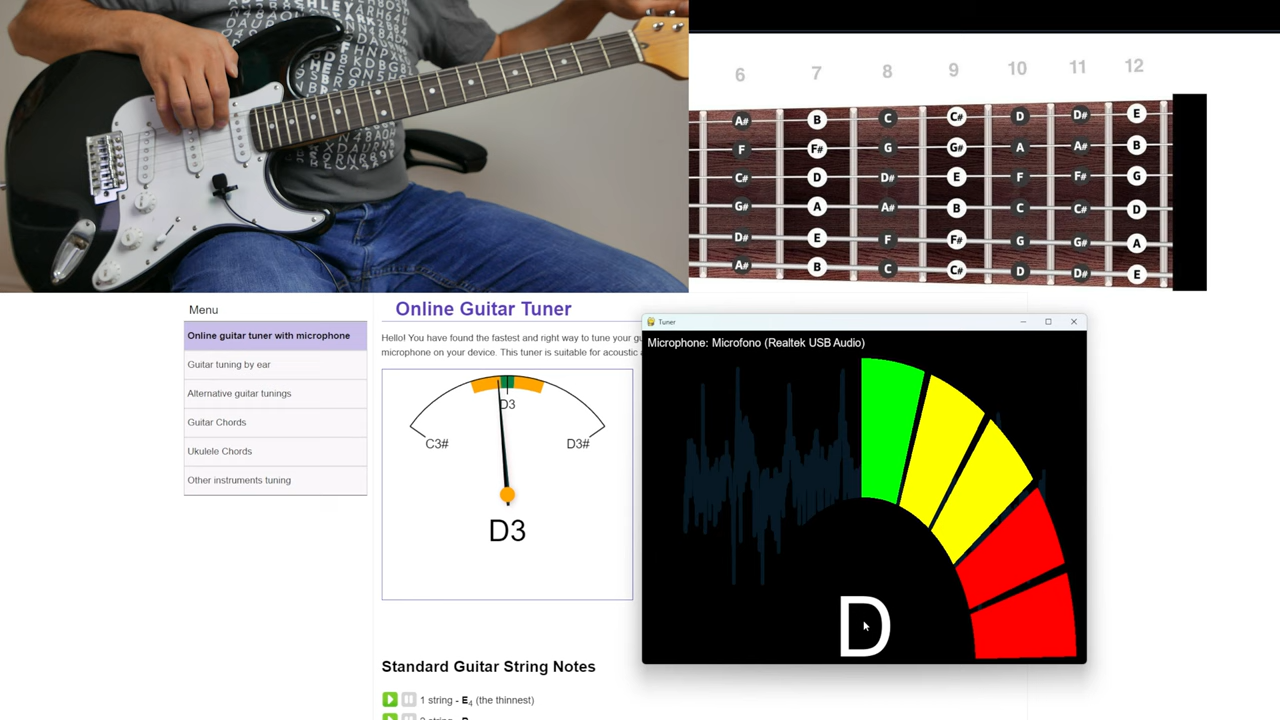 6 7 8 9 10 11 12
A# B C C# D D# E
F F# G G# A A# B
C# D D# E F F# G
G# A A# B C C# D
D# E F F# G G# A
A# B C C# D D# E
Menu
Online guitar tuner with microphone
Guitar tuning by ear
Alternative guitar tunings
Guitar Chords
Ukulele Chords
Other instruments tuning
Online Guitar Tuner
Hello! You have found the fastest and right way to tune your
microphone on your device. This tuner is suitable for acoustic
D3
C3#
D3#
D3
Standard Guitar String Notes
1 string - E4 (the thinnest)
Tuner
Microphone: Microfono (Realtek USB Audio)
D